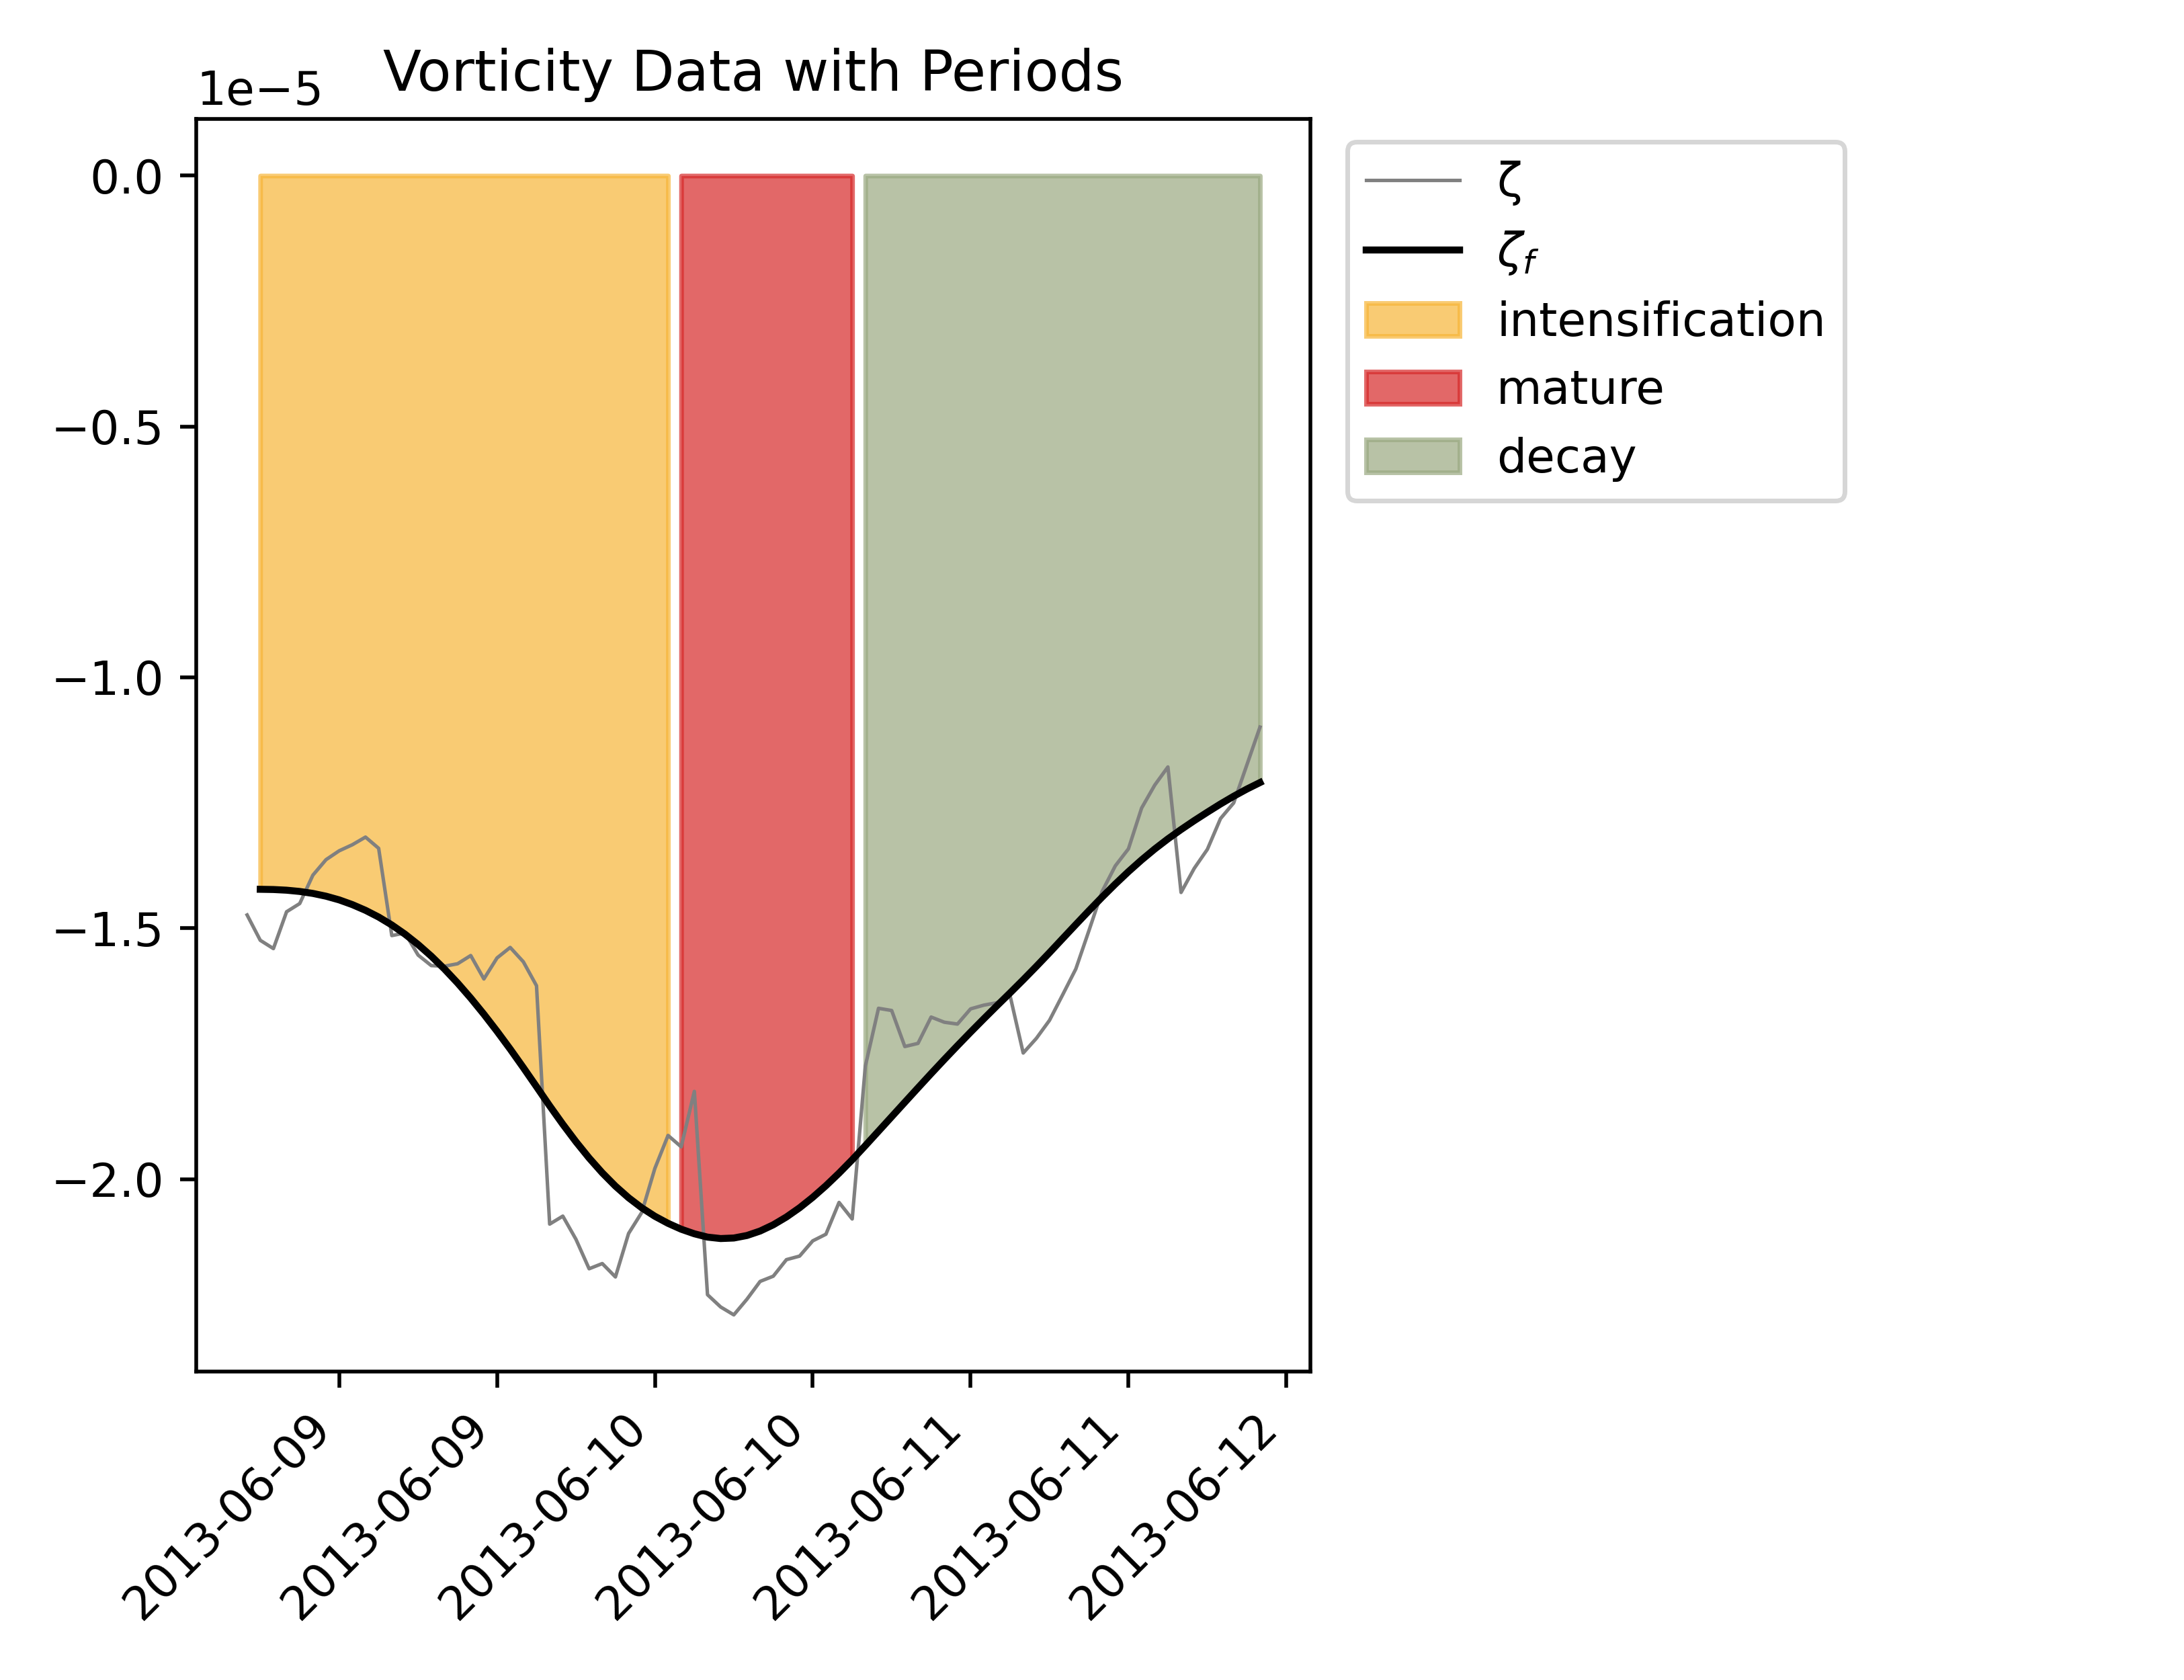 Vorticity Data with Periods
1e−5
0.0
−0.5
−1.0
−1.5
−2.0
2013-06-09
2013-06-09
2013-06-10
2013-06-10
2013-06-11
2013-06-11
2013-06-12
ζ
ζf
intensification
mature
decay